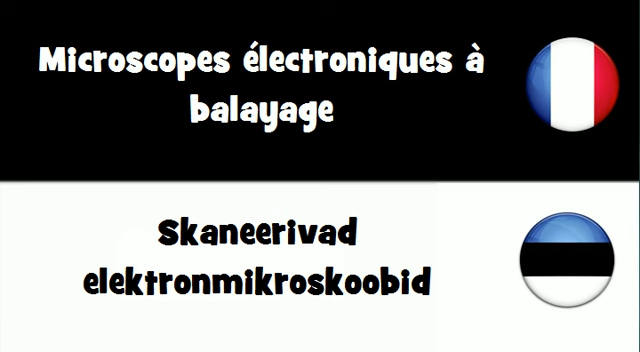 Microscopes électroniques à
balayage
Skaneerivad
elektronmikroskoobid